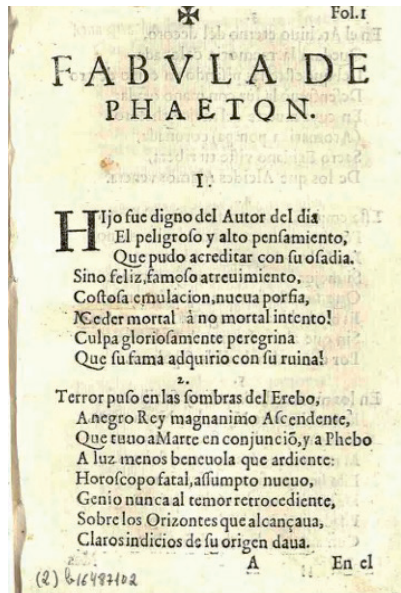 ✠ Fol.1
FABVLA DE
PHAETON.
I.
HIjo fue digno del Autor del dia
El peligroſo y alto penſamiento,
Que pudo acreditar con ſu oſadia.
Sino feliz, famoſo atreuimiento,
Coſtoſa emulacion, nueua porfia,
Ceder mortal à no mortal intento!
Culpa glorioſamente peregrina
Que ſu fama adquirio con ſu ruina!
2.
Terror puſo en las ſombras del Erebo,
A negro Rey magnanimo Aſcendente,
Que tuuo a Marte en conjunciõ, y a Phebo
A luz menos beneuola que ardiente:
Horoſcopo fatal, aſſumpto nueuo,
Genio nunca al temor retrocediente,
Sobre los Orizontes que alcançaua,
Claros indicios de ſu origen daua.
A En el
(2) b16487102